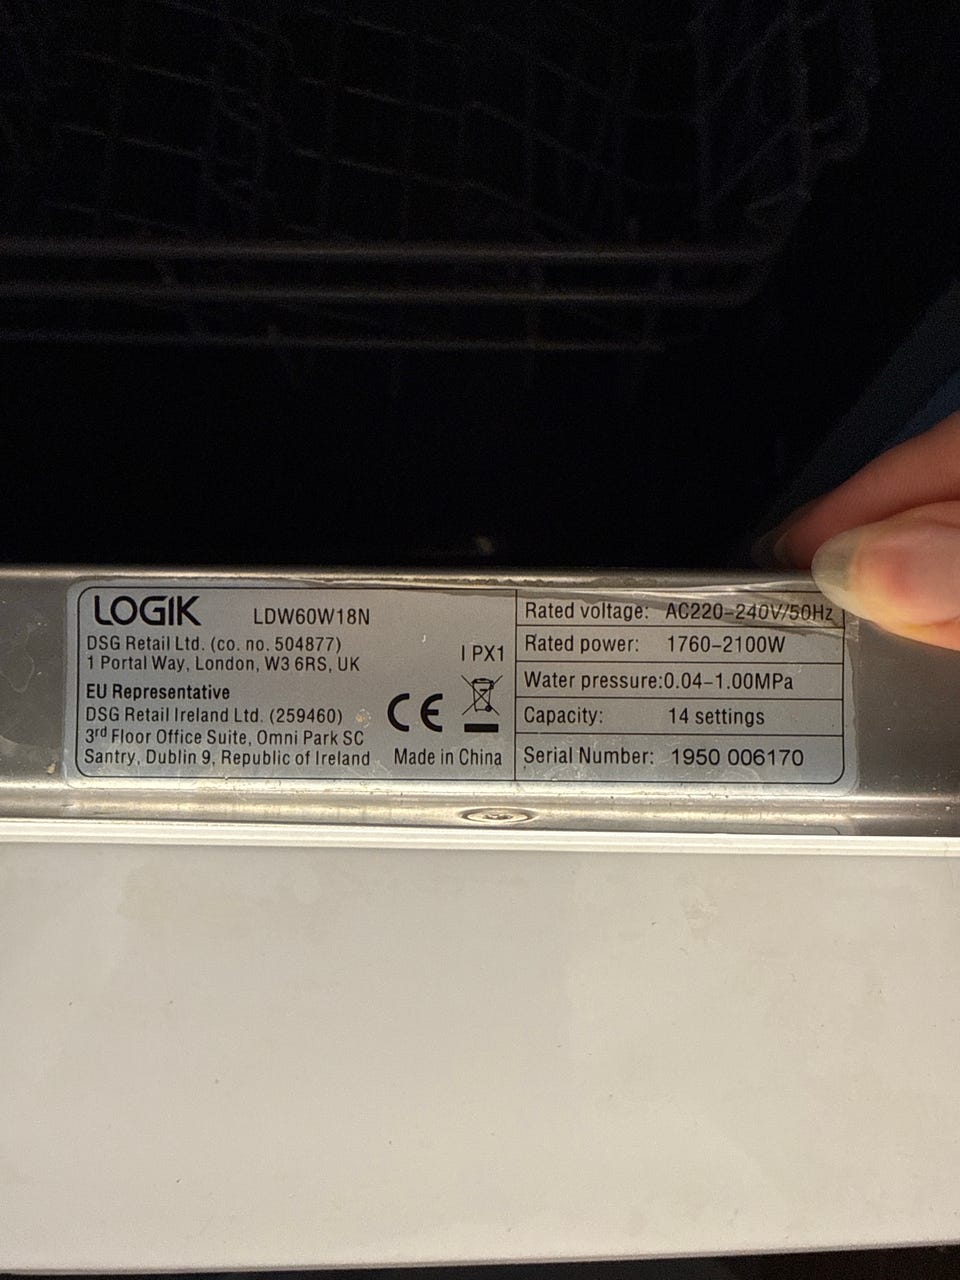 LOGIK LDW60W18N
DSG Retail Ltd. (co. no. 504877)
1 Portal Way, London, W3 6RS, UK
EU Representative
DSG Retail Ireland Ltd. (259460)
3rd Floor Office Suite, Omni Park SC
Santry, Dublin 9, Republic of Ireland
IPX1
CE
Made in China
Rated voltage: AC220-240V/50Hz
Rated power: 1760-2100W
Water pressure:0.04-1.00MPa
Capacity: 14 settings
Serial Number: 1950 006170